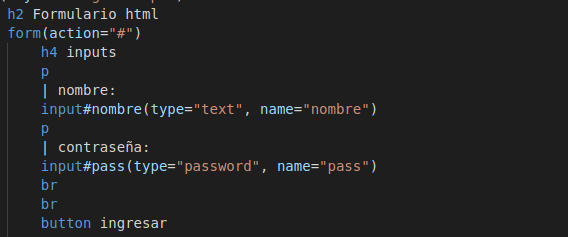 h2 Formulario html
form(action="#")
    h4 inputs
    p
    | nombre:
    input#nombre(type="text", name="nombre")
    p
    | contraseña:
    input#pass(type="password", name="pass")
    br
    br
    button ingresar